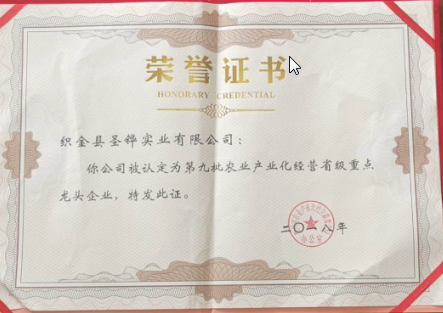 荣誉证书
HONORARY CREDENTIAL
织金县圣铧实业有限公司：
你公司被认定为第九批农业产业化经营省级重点
龙头企业，特发此证。
二〇一八年